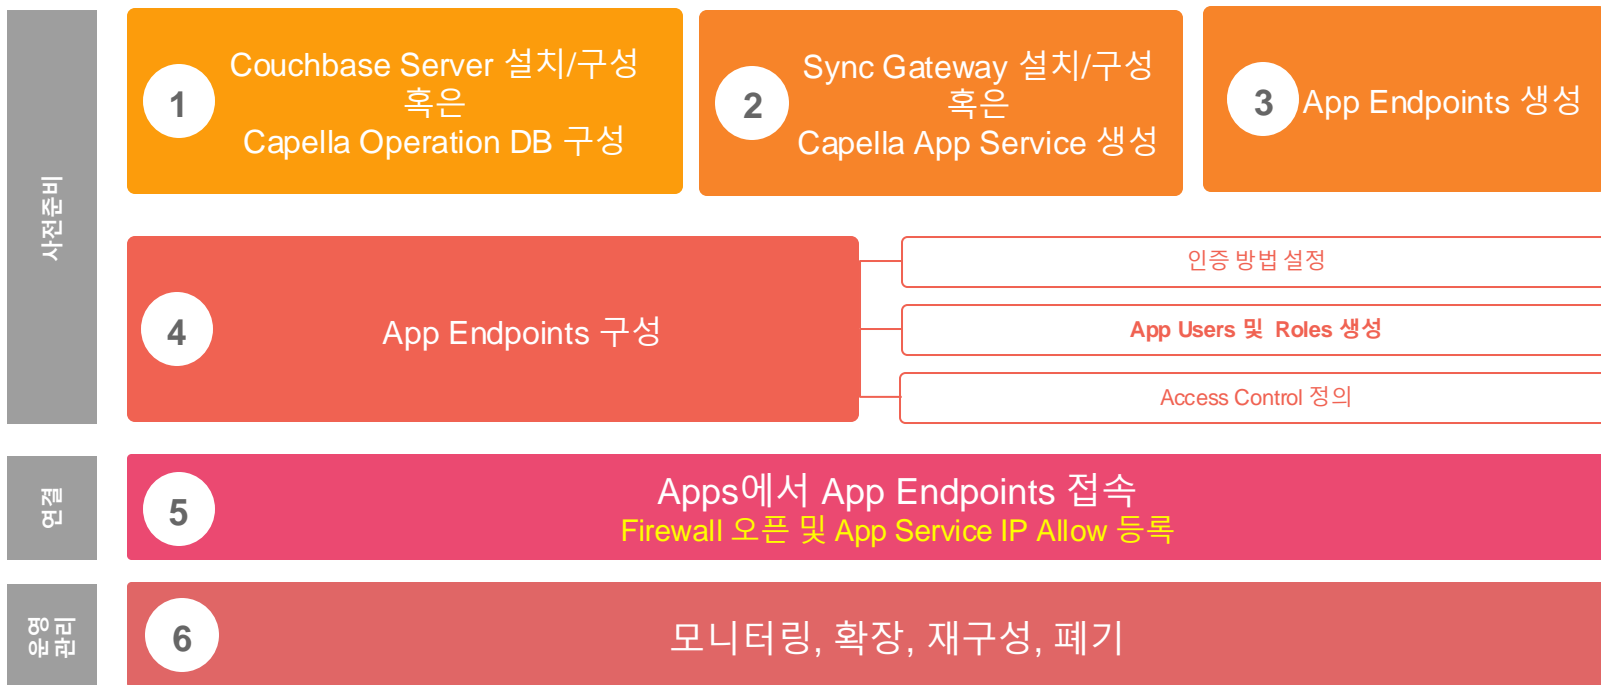 사전준비
1
Couchbase Server 설치/구성
혹은
Capella Operation DB 구성
2
Sync Gateway 설치/구성
혹은
Capella App Service 생성
3
App Endpoints 생성
4
App Endpoints 구성
인증 방법 설정
App Users 및 Roles 생성
Access Control 정의
연결
5
Apps에서 App Endpoints 접속
Firewall 오픈 및 App Service IP Allow 등록
운영
관리
6
모니터링, 확장, 재구성, 폐기